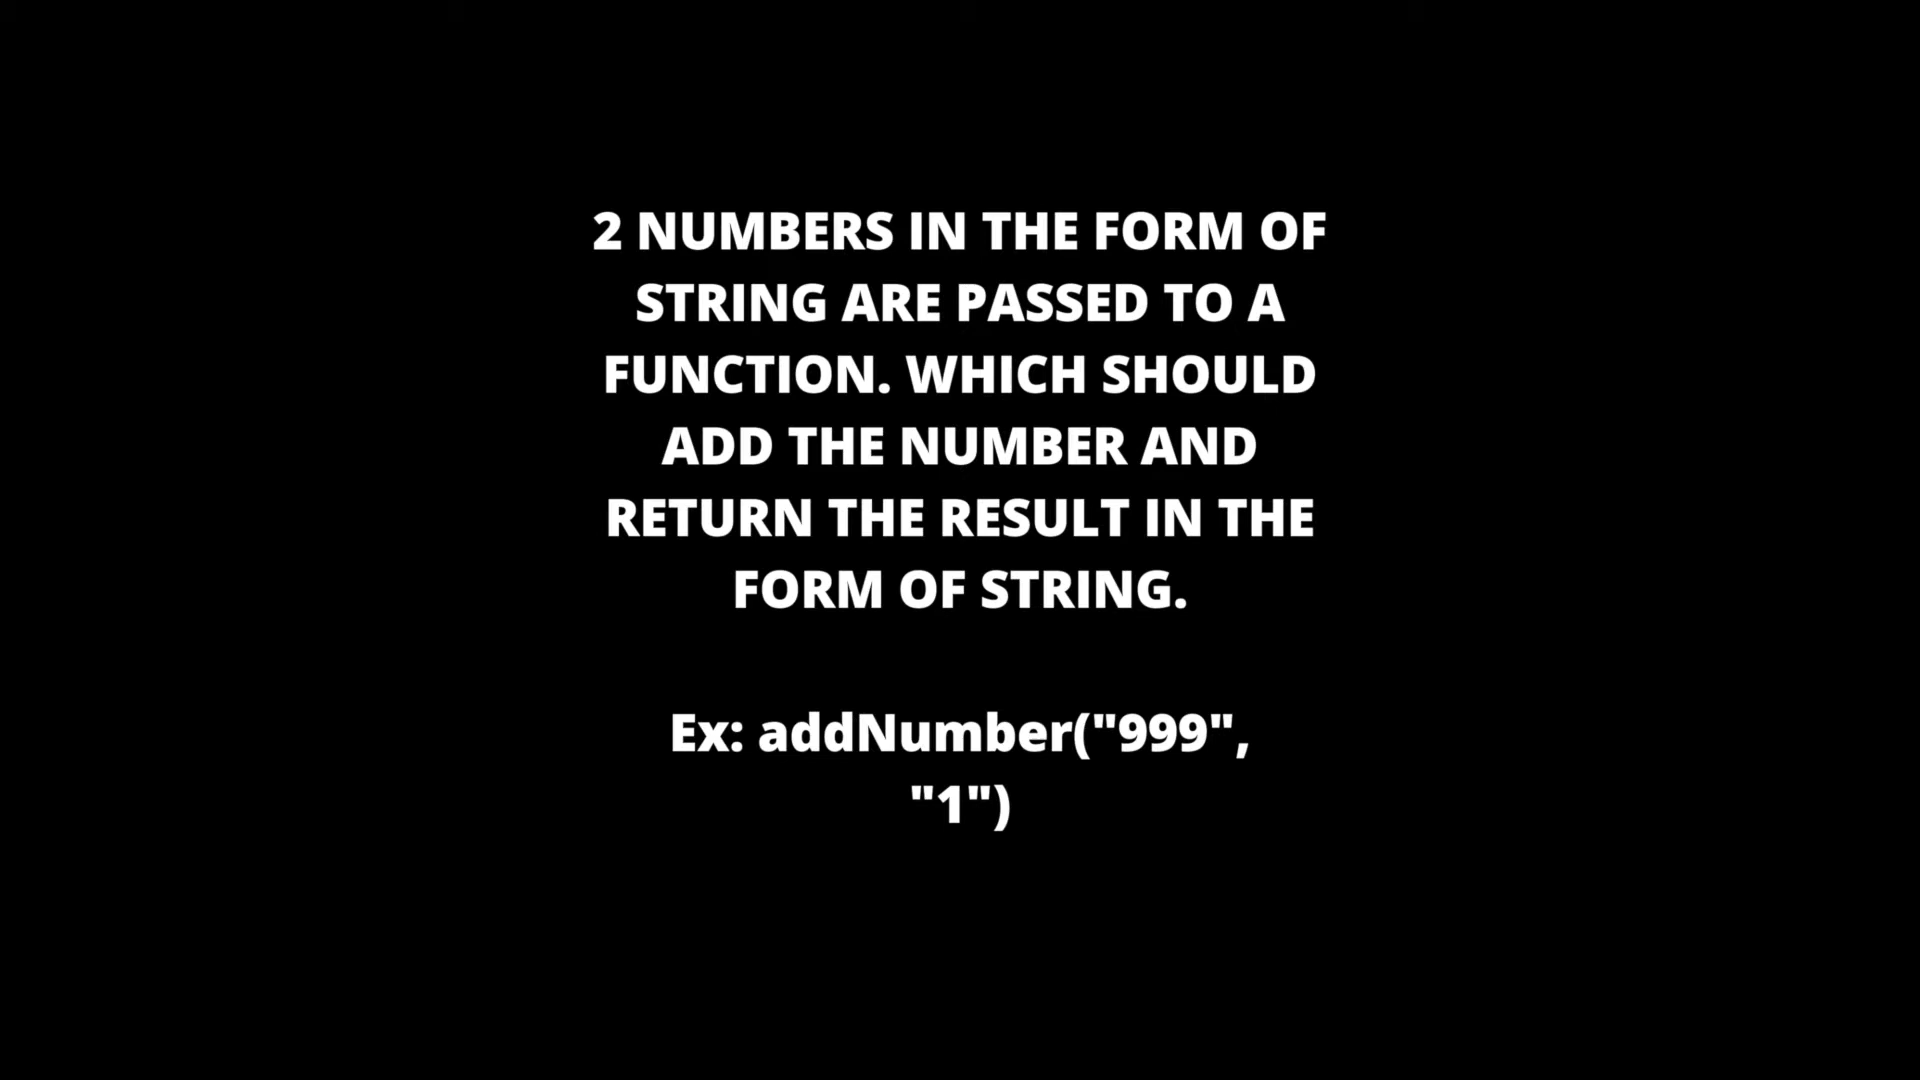 2 NUMBERS IN THE FORM OF
STRING ARE PASSED TO A
FUNCTION. WHICH SHOULD
ADD THE NUMBER AND
RETURN THE RESULT IN THE
FORM OF STRING.
Ex: addNumber("999",
"1")